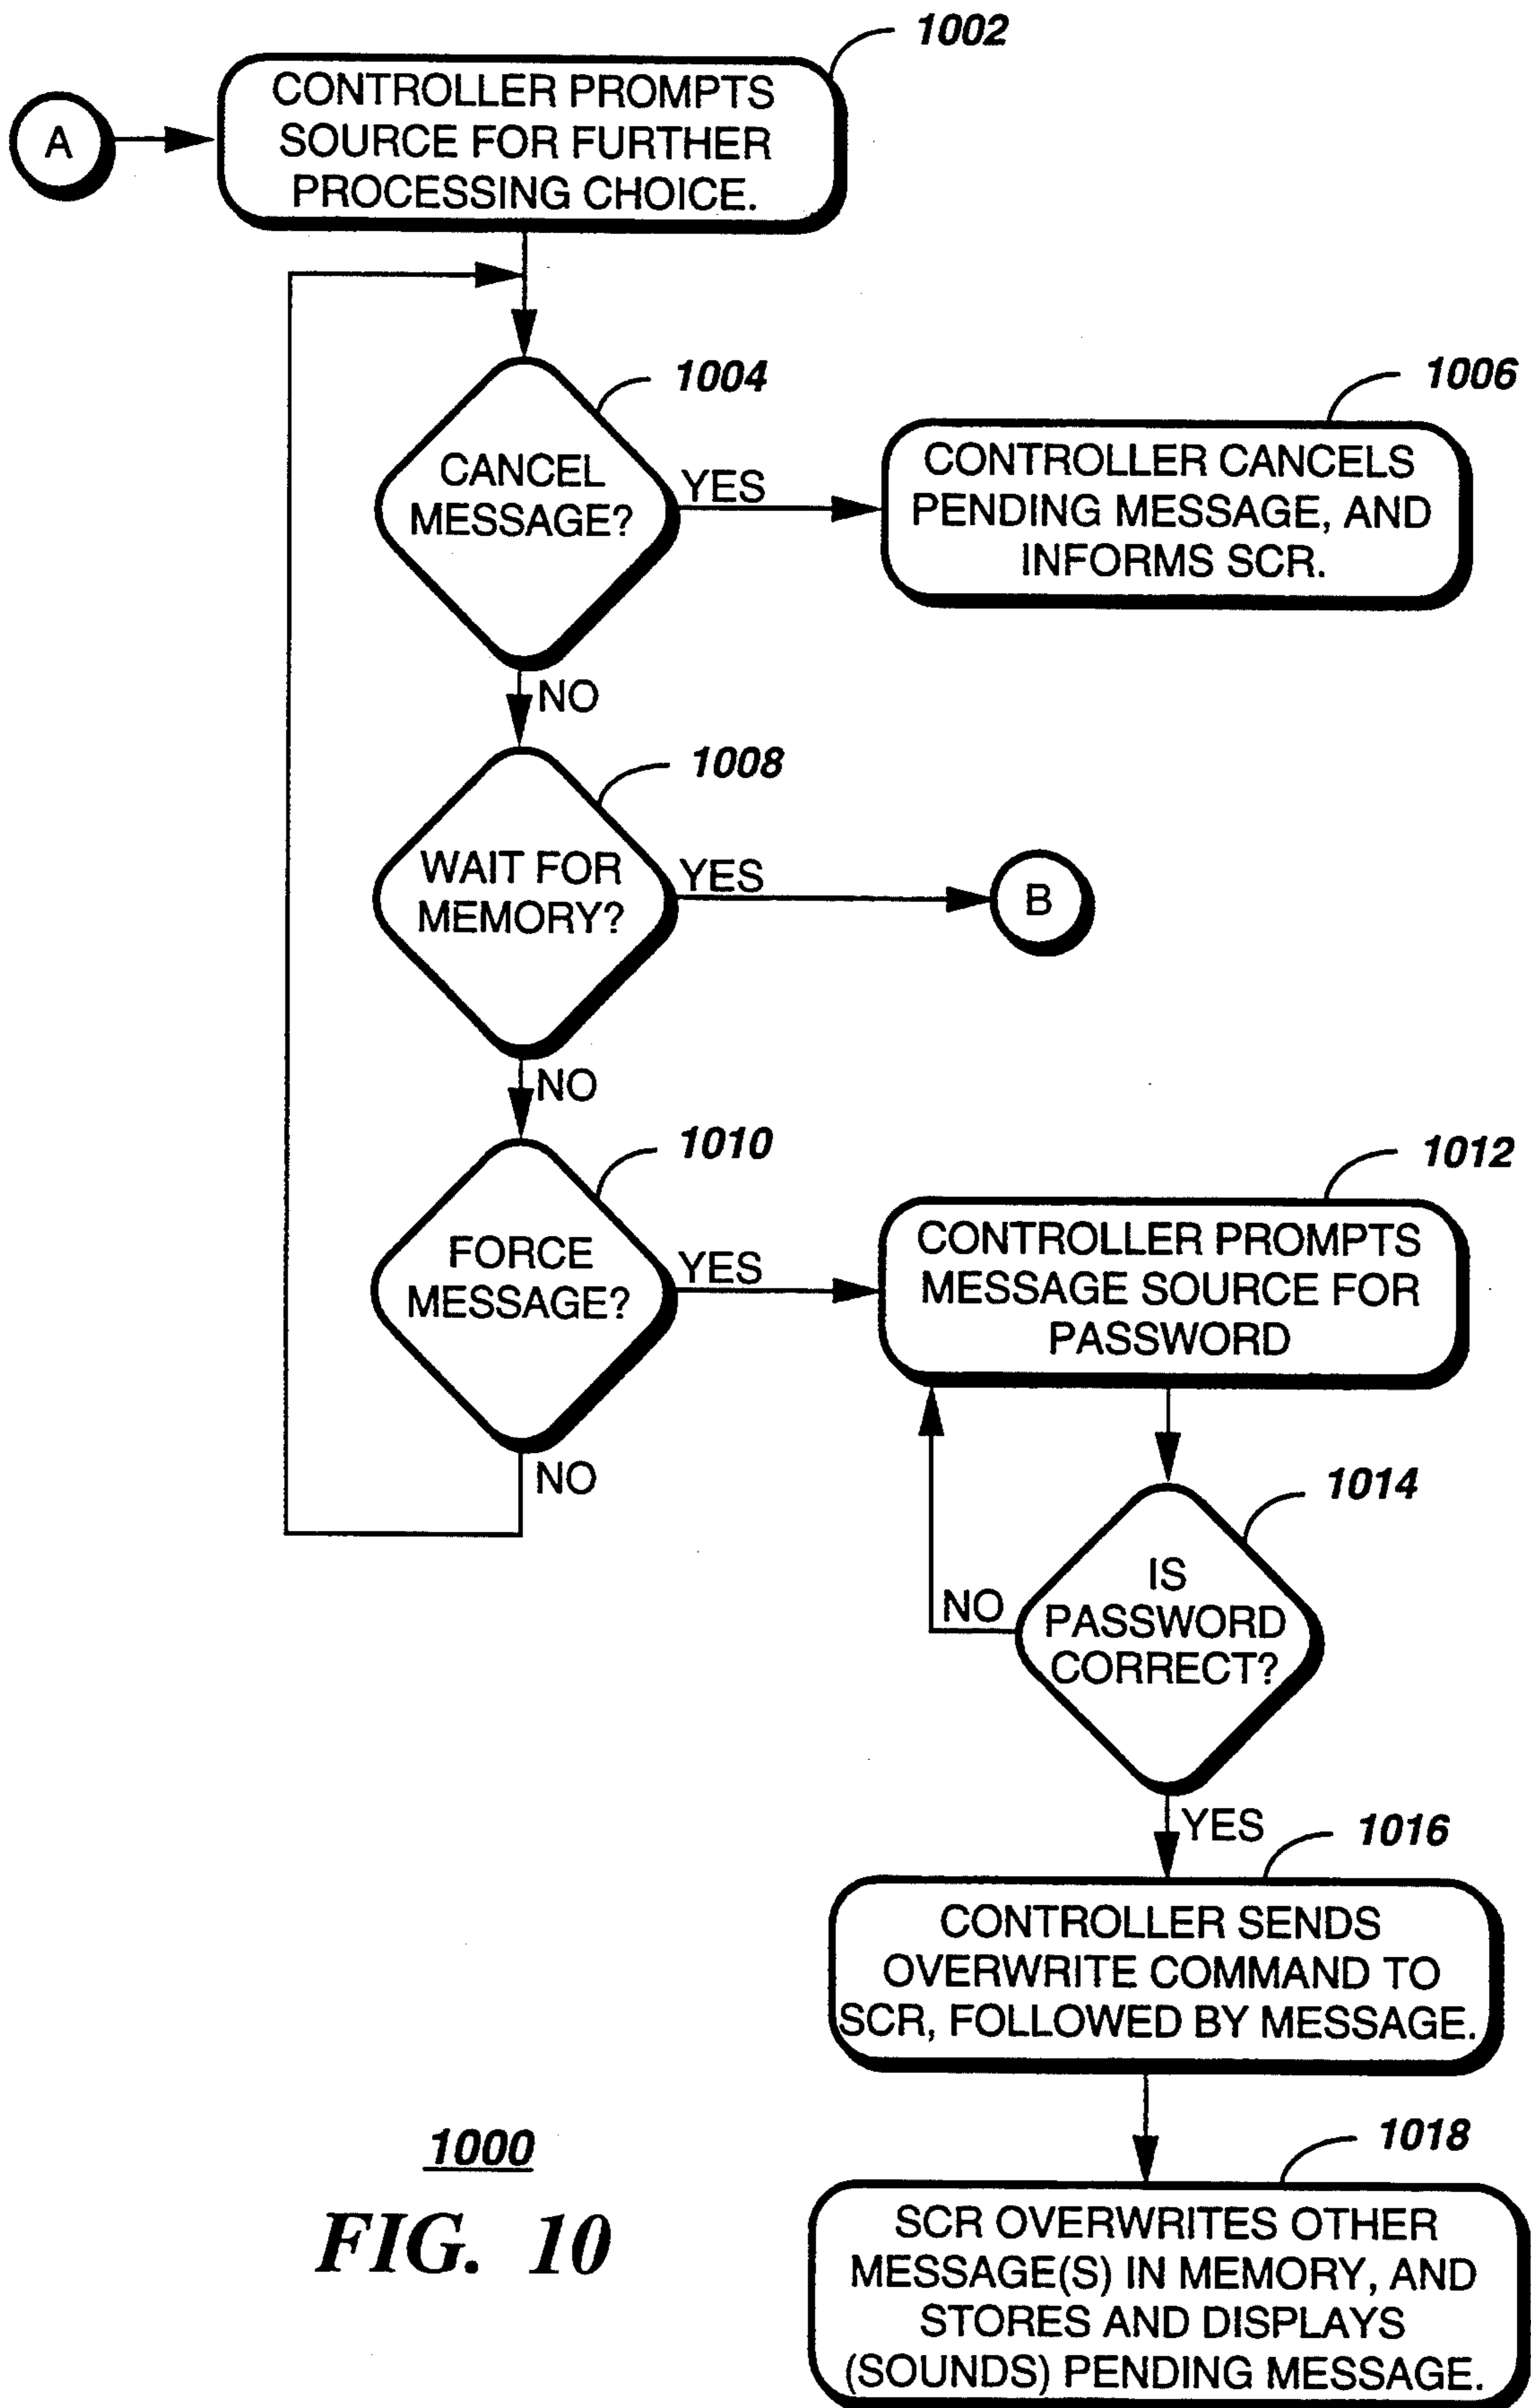 1002
A
CONTROLLER PROMPTS
SOURCE FOR FURTHER
PROCESSING CHOICE.
1004
CANCEL
MESSAGE?
YES
1006
CONTROLLER CANCELS
PENDING MESSAGE, AND
INFORMS SCR.
NO
1008
WAIT FOR
MEMORY?
YES
B
NO
1010
FORCE
MESSAGE?
YES
1012
CONTROLLER PROMPTS
MESSAGE SOURCE FOR
PASSWORD
NO
1014
IS
PASSWORD
CORRECT?
NO
YES
1016
CONTROLLER SENDS
OVERWRITE COMMAND TO
SCR, FOLLOWED BY MESSAGE.
1018
SCR OVERWRITES OTHER
MESSAGE(S) IN MEMORY, AND
STORES AND DISPLAYS
(SOUNDS) PENDING MESSAGE.
1000
FIG. 10